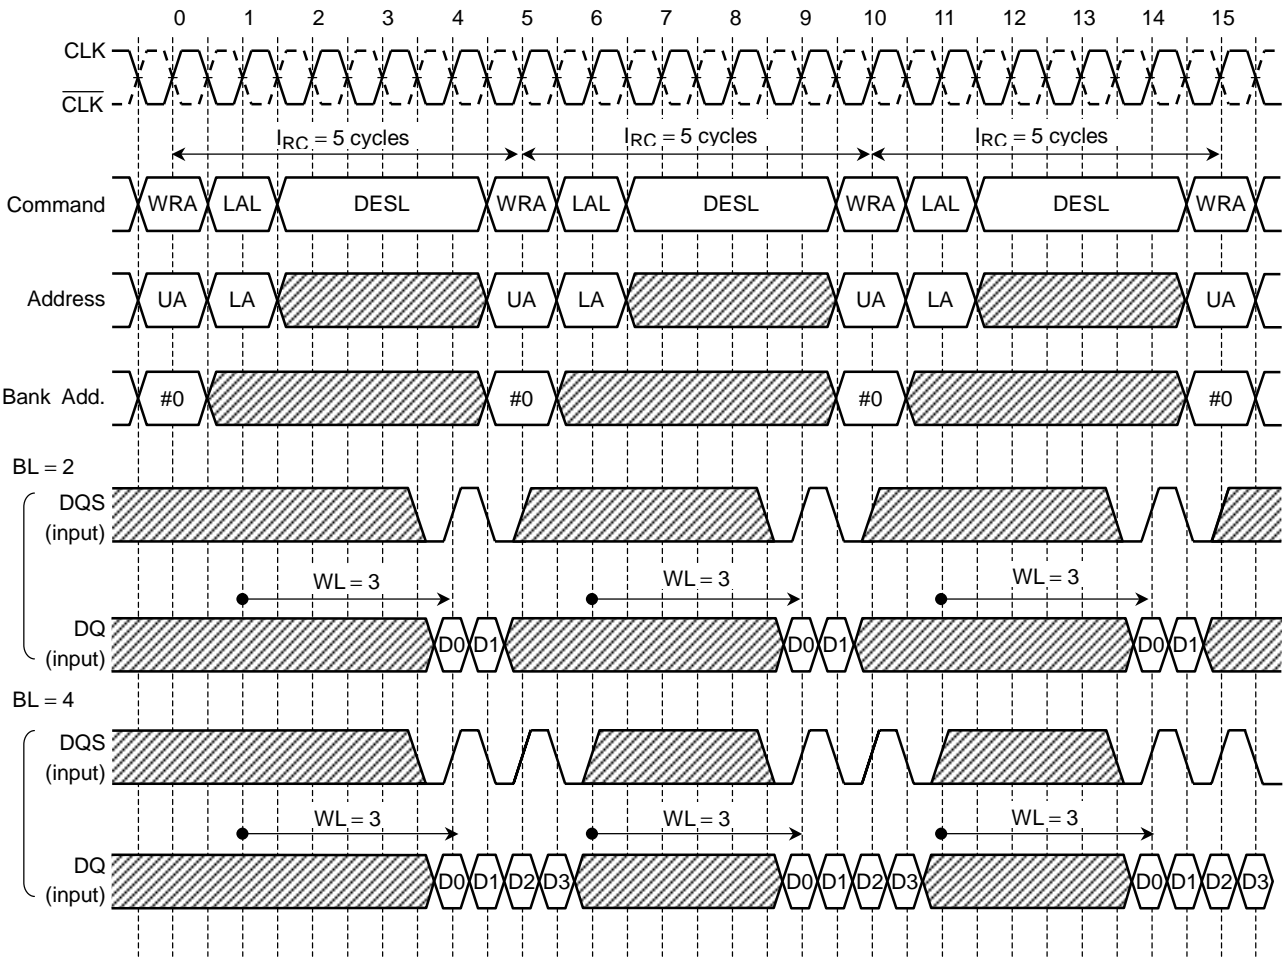 0 1 2 3 4 5 6 7 8 9 10 11 12 13 14 15
CLK
CLK
IRC = 5 cycles IRC = 5 cycles IRC = 5 cycles
Command WRA LAL DESL WRA LAL DESL WRA LAL DESL WRA
Address UA LA UA LA UA LA UA
Bank Add. #0 #0 #0 #0
BL = 2
DQS
(input)
WL = 3 WL = 3 WL = 3
DQ D0 D1 D0 D1 D0 D1
(input)
BL = 4
DQS
(input)
WL = 3 WL = 3 WL = 3
DQ D0 D1 D2 D3 D0 D1 D2 D3 D0 D1 D2 D3
(input)